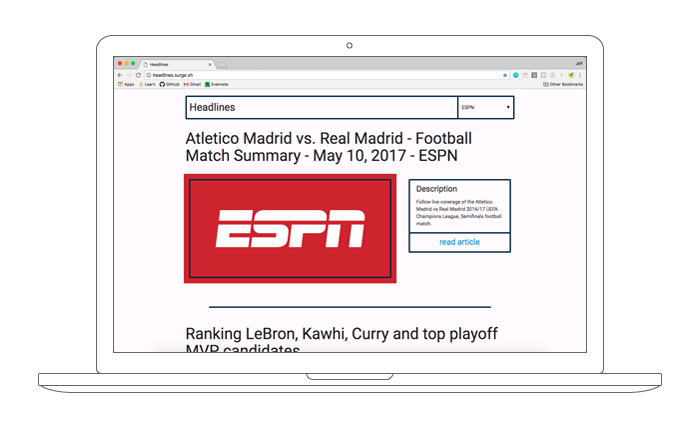 Headlines
Jeff
headlines.surge.sh
Apps Learn GitHub Gmail Evernote Other Bookmarks
Headlines
ESPN
Atletico Madrid vs. Real Madrid - Football
Match Summary - May 10, 2017 - ESPN
ESPN
Description
Follow live coverage of the Atletico
Madrid vs Real Madrid 2016/17 UEFA
Champions League, Semifinals football
match.
read article
Ranking LeBron, Kawhi, Curry and top playoff
MVP candidates